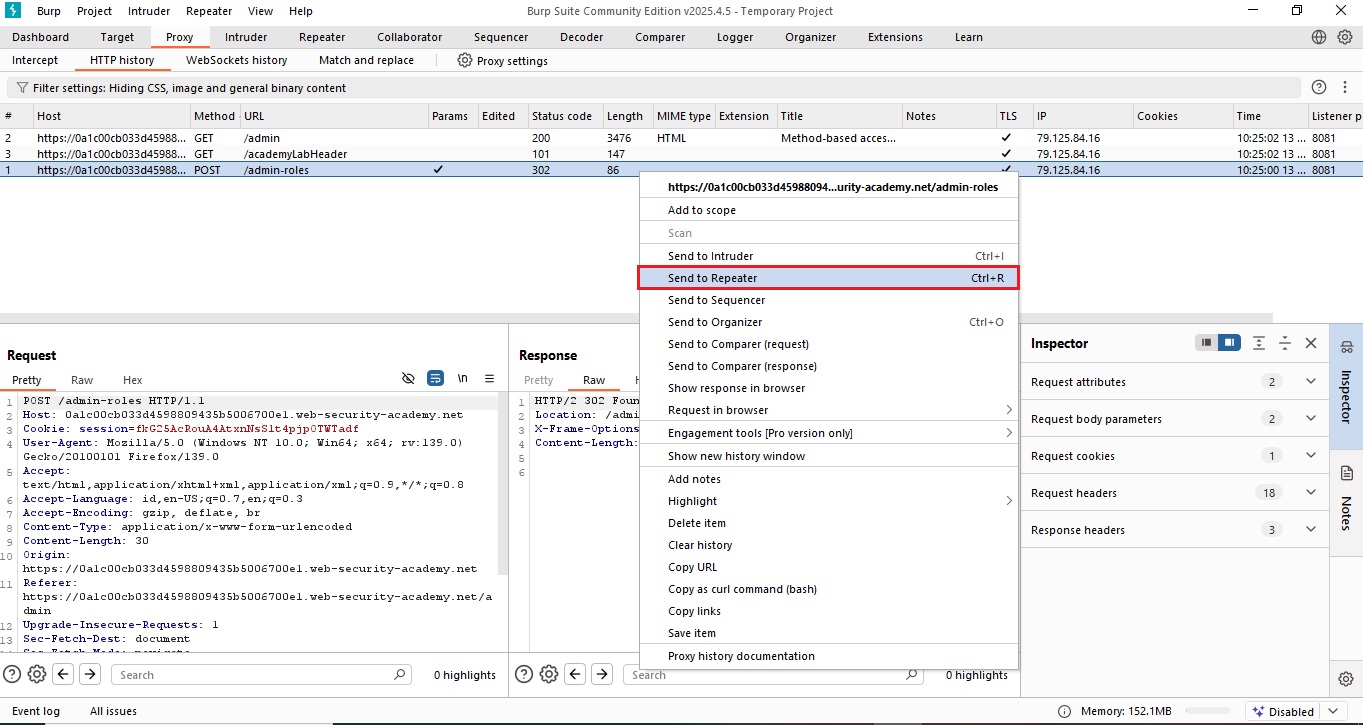 Burp Project Intruder Repeater View Help Burp Suite Community Edition v2025.4.5 - Temporary Project
Dashboard Target Proxy Intruder Repeater Collaborator Sequencer Decoder Comparer Logger Organizer Extensions Learn
Intercept HTTP history WebSockets history Match and replace Proxy settings
Filter settings: Hiding CSS, image and general binary content
# Host Method URL Params Edited Status code Length MIME type Extension Title Notes TLS IP Cookies Time Listener p
2 https://0a1c00cb033d45988... GET /admin 200 3476 HTML Method-based acces... ✓ 79.125.84.16 10:25:02 13 ... 8081
3 https://0a1c00cb033d45988... GET /academyLabHeader 101 147 ✓ 79.125.84.16 10:25:02 13 ... 8081
1 https://0a1c00cb033d45988... POST /admin-roles ✓ 302 86 ✓ 79.125.84.16 10:25:00 13 ... 8081
https://0a1c00cb033d45988094...urity-academy.net/admin-roles
Add to scope
Scan
Send to Intruder Ctrl+I
Send to Repeater Ctrl+R
Send to Sequencer
Send to Organizer Ctrl+O
Send to Comparer (request)
Send to Comparer (response)
Show response in browser
Request in browser
Engagement tools [Pro version only]
Show new history window
Add notes
Highlight
Delete item
Clear history
Copy URL
Copy as curl command (bash)
Copy links
Save item
Proxy history documentation
Request
Pretty Raw Hex \n
1 POST /admin-roles HTTP/1.1
2 Host: 0a1c00cb033d4598809435b5006700e1.web-security-academy.net
3 Cookie: session=fkG25AcRouA4AtxnNsSlt4pjpOTWTadf
4 User-Agent: Mozilla/5.0 (Windows NT 10.0; Win64; x64; rv:139.0)
Gecko/20100101 Firefox/139.0
5 Accept:
text/html,application/xhtml+xml,application/xml;q=0.9,*/*;q=0.8
6 Accept-Language: id,en-US;q=0.7,en;q=0.3
7 Accept-Encoding: gzip, deflate, br
8 Content-Type: application/x-www-form-urlencoded
9 Content-Length: 30
10 Origin:
https://0a1c00cb033d4598809435b5006700e1.web-security-academy.net
11 Referer:
https://0a1c00cb033d4598809435b5006700e1.web-security-academy.net/a
dmin
12 Upgrade-Insecure-Requests: 1
13 Sec-Fetch-Dest: document
Search 0 highlights
Response
Pretty Raw
1 HTTP/2 302 Foun
2 Location: /admi
3 X-Frame-Options
4 Content-Length:
5
6
Search 0 highlights
Inspector
Request attributes 2
Request body parameters 2
Request cookies 1
Request headers 18
Response headers 3
Inspector
Notes
Event log All issues Memory: 152.1MB Disabled